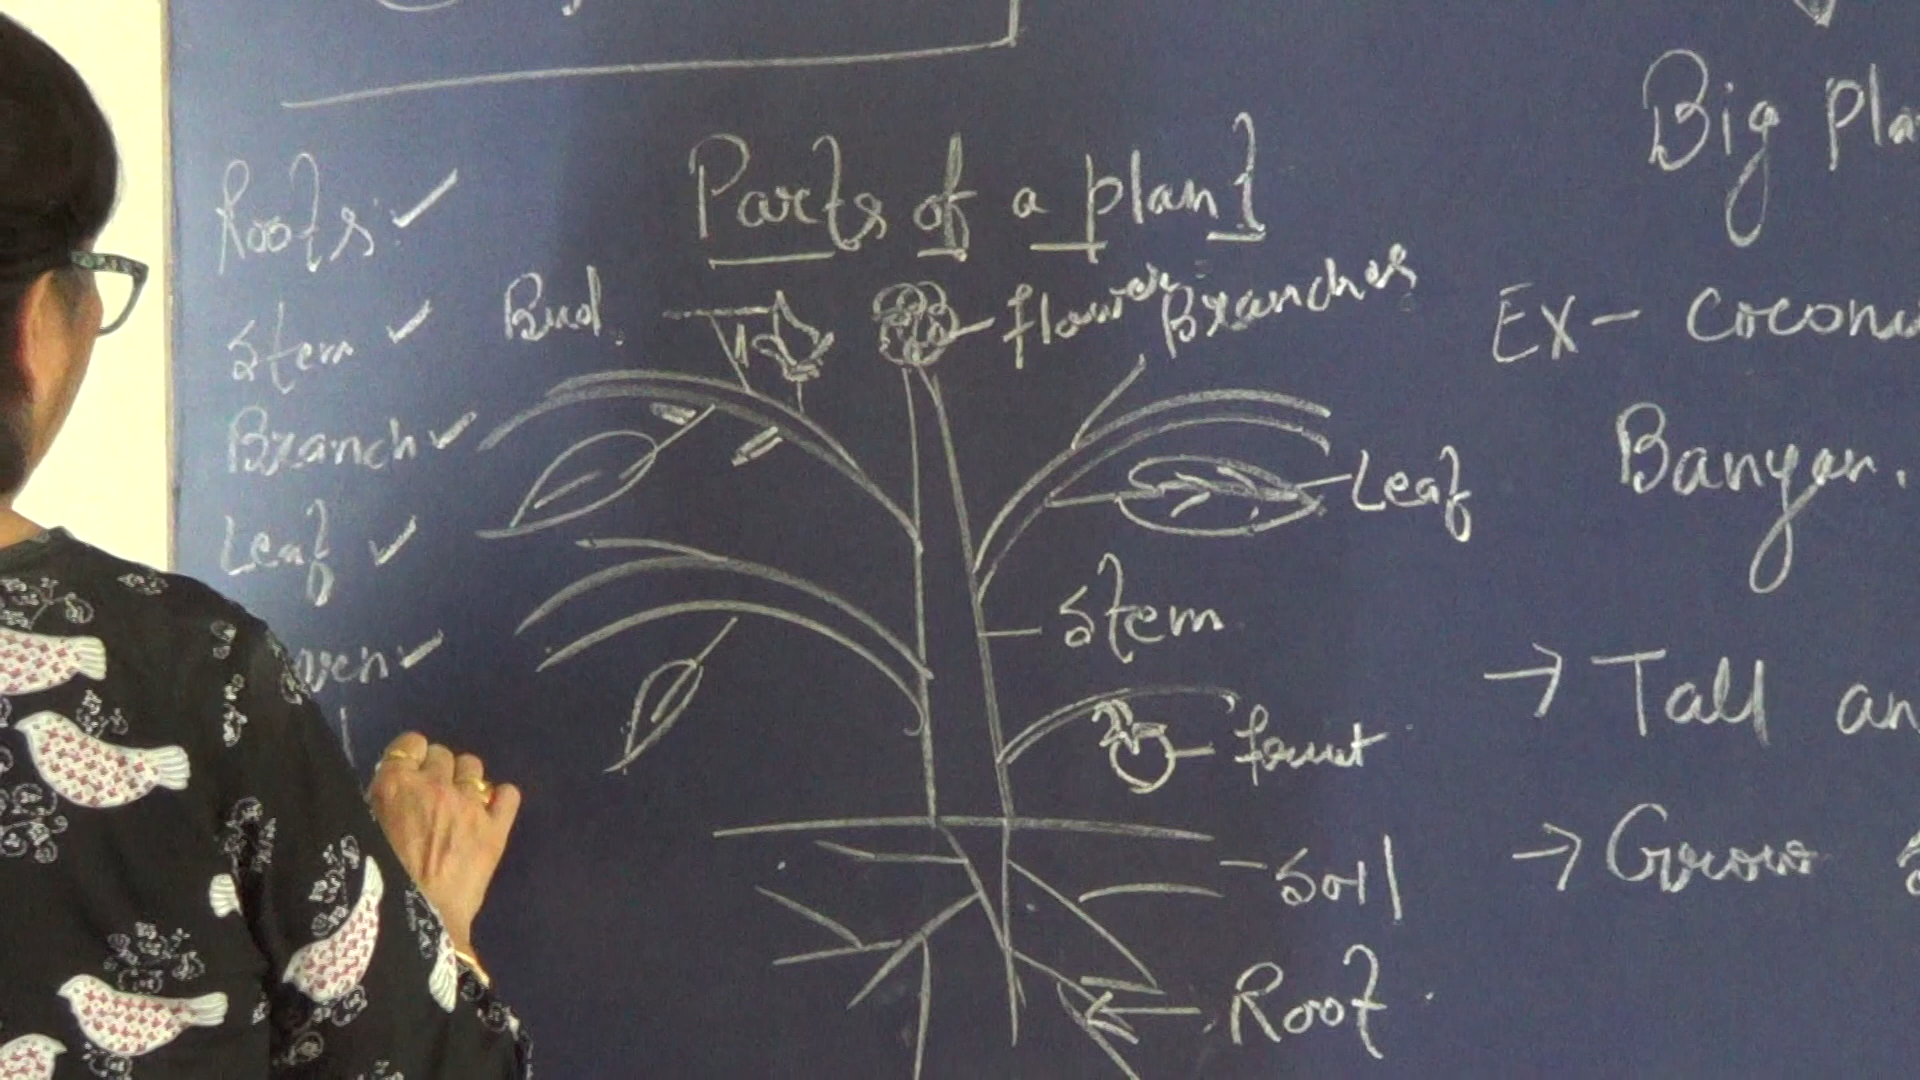 Parts of a plant
Roots:
Stem
Branch
Leaf
Bud.
flower
Branches
Leaf
Stem
fruit
Soil
Root
Big
Ex - Coconu
Banyan.
→ Tall an
→ Grow